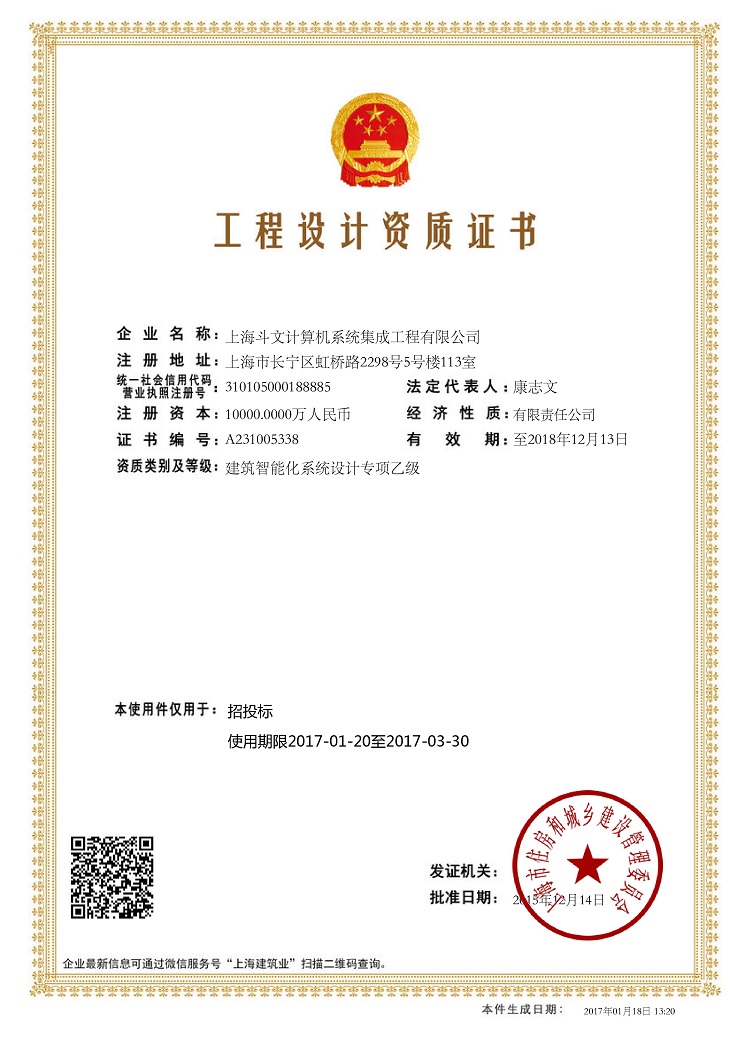 工程设计资质证书
企业名称：上海斗文计算机系统集成工程有限公司
注册地址：上海市长宁区虹桥路2298号5号楼113室
统一社会信用代码
营业执照注册号：310105000188885 法定代表人：康志文
注册资本：10000.0000万人民币 经济性质：有限责任公司
证书编号：A231005338 有效期：至2018年12月13日
资质类别及等级：建筑智能化系统设计专项乙级
本使用件仅用于：招投标
使用期限2017-01-20至2017-03-30
上海市住房和城乡建设管理委员会
发证机关：
批准日期：2015年12月14日
企业最新信息可通过微信服务号“上海建筑业”扫描二维码查询。
本件生成日期：2017年01月18日 13:20